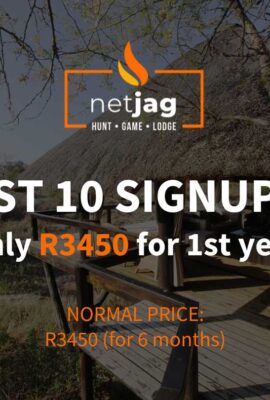 netjag
HUNT • GAME • LODGE
ST 10 SIGNUP
nly R3450 for 1st ye
NORMAL PRICE:
R3450 (for 6 months)